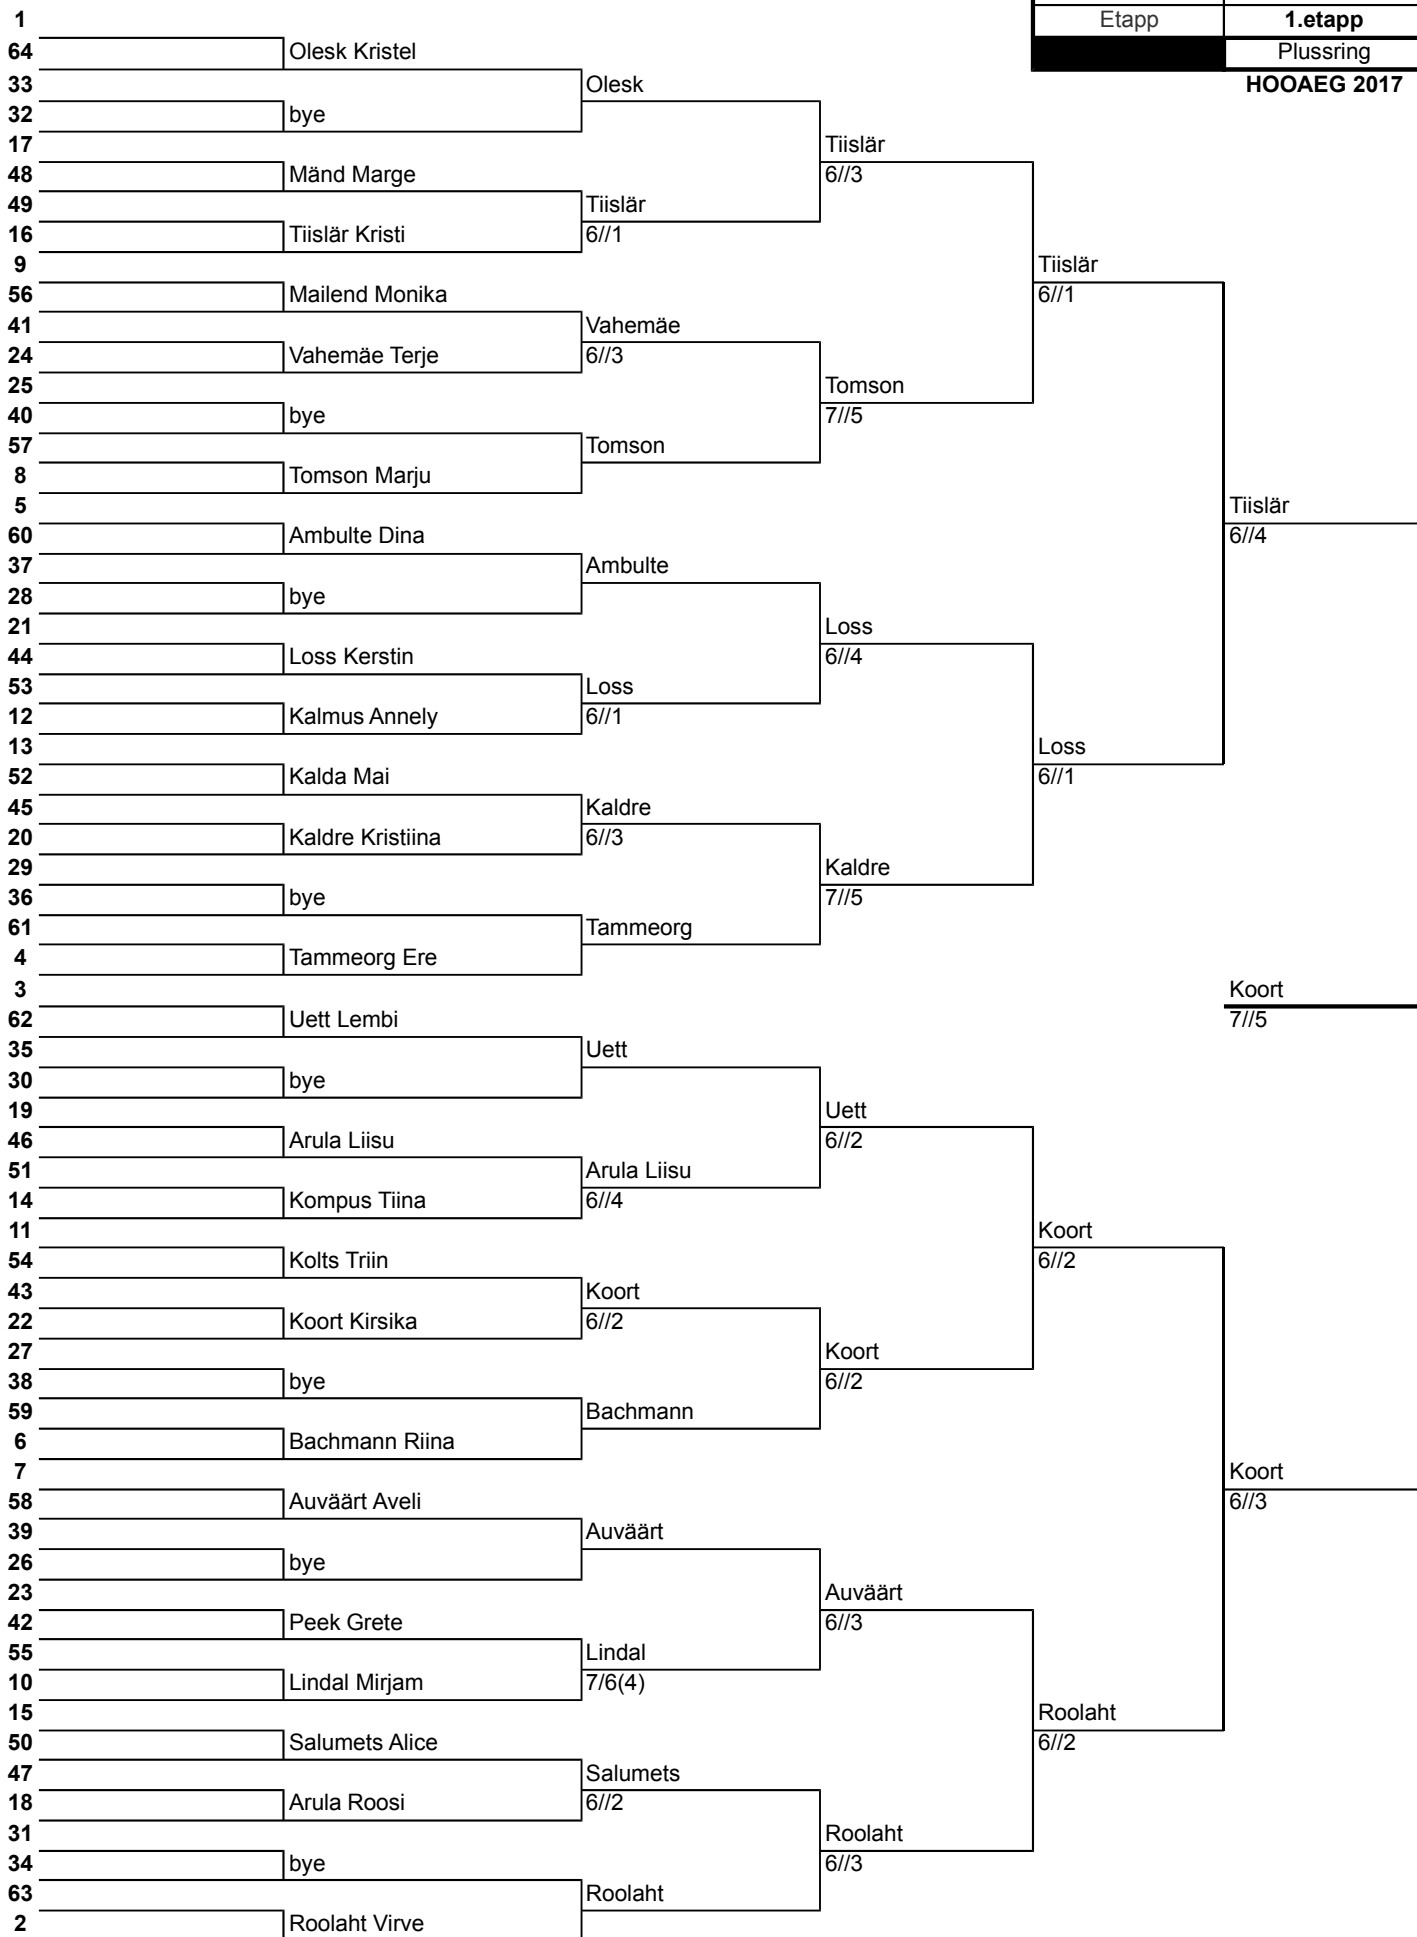 Etapp 1.etapp
1
64 Olesk Kristel Plussring
33 Olesk HOOAEG 2017
32 bye
17 Tiislär
48 Mänd Marge 6//3
49 Tiislär
16 Tiislär Kristi 6//1
9 Tiislär
56 Mailend Monika 6//1
41 Vahemäe
24 Vahemäe Terje 6//3
25 Tomson
40 bye 7//5
57 Tomson
8 Tomson Marju
5 Tiislär
60 Ambulte Dina 6//4
37 Ambulte
28 bye
21 Loss
44 Loss Kerstin 6//4
53 Loss
12 Kalmus Annely 6//1
13 Loss
52 Kalda Mai 6//1
45 Kaldre
20 Kaldre Kristiina 6//3
29 Kaldre
36 bye 7//5
61 Tammeorg
4 Tammeorg Ere
3 Koort
62 Uett Lembi 7//5
35 Uett
30 bye
19 Uett
46 Arula Liisu 6//2
51 Arula Liisu
14 Kompus Tiina 6//4
11 Koort
54 Kolts Triin 6//2
43 Koort
22 Koort Kirsika 6//2
27 Koort
38 bye 6//2
59 Bachmann
6 Bachmann Riina
7 Koort
58 Auväärt Aveli 6//3
39 Auväärt
26 bye
23 Auväärt
42 Peek Grete 6//3
55 Lindal
10 Lindal Mirjam 7/6(4)
15 Roolaht
50 Salumets Alice 6//2
47 Salumets
18 Arula Roosi 6//2
31 Roolaht
34 bye 6//3
63 Roolaht
2 Roolaht Virve